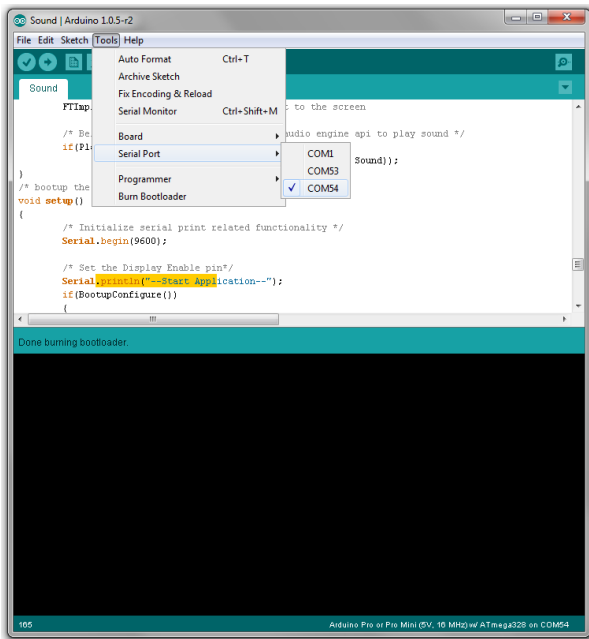 Sound | Arduino 1.0.5-r2
File Edit Sketch Tools Help
Auto Format Ctrl+T
Archive Sketch
Fix Encoding & Reload
Serial Monitor Ctrl+Shift+M
Board
Serial Port
Programmer
Burn Bootloader
COM1
COM53
COM54
Sound
FTImp t to the screen
/* Be audio engine api to play sound */
if(Pl
Sound));
}
/* bootup the
void setup()
{
/* Initialize serial print related functionality */
Serial.begin(9600);
/* Set the Display Enable pin*/
Serial.println("--Start Application--");
if(BootupConfigure())
{
Done burning bootloader.
165 Arduino Pro or Pro Mini (5V, 16 MHz) w/ ATmega328 on COM54